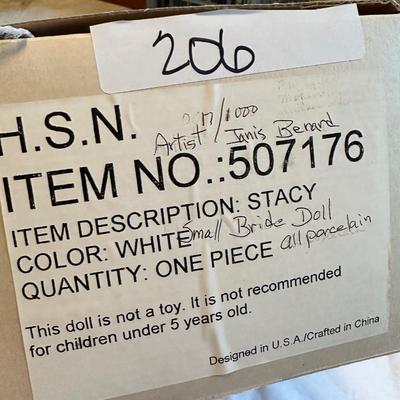 206
H.S.N.
/1000
Artist Janis Berard
ITEM NO.:507176
ITEM DESCRIPTION: STACY
COLOR: WHITE Small Bride Doll
QUANTITY: ONE PIECE all porcelain
This doll is not a toy. It is not recommended
for children under 5 years old.
Designed in U.S.A./Crafted in China